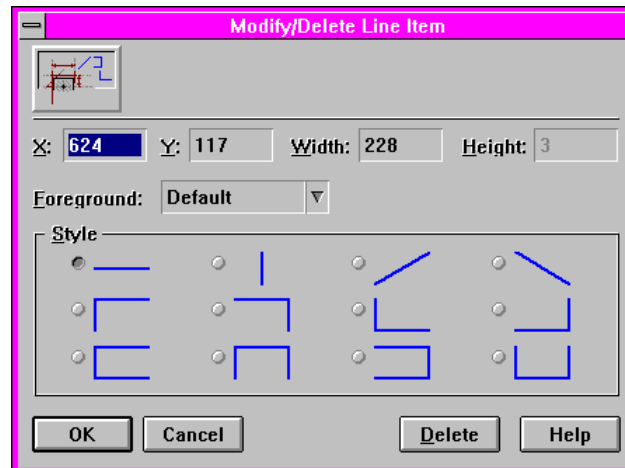 Modify/Delete Line Item
X: 624 Y: 117 Width: 228 Height: 3
Foreground: Default
Style
OK Cancel Delete Help